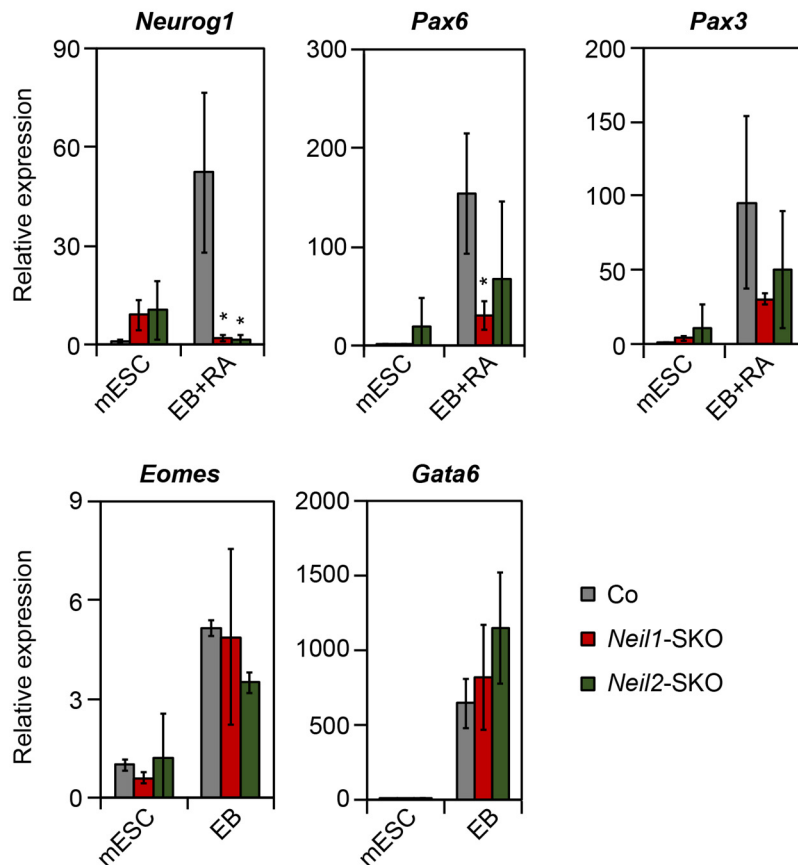 Neurog1
Pax6
Pax3
Relative expression
90
60
30
0
300
200
100
0
200
150
100
50
0
*
*
*
mESC
EB+RA
mESC
EB+RA
mESC
EB+RA
Eomes
Gata6
Relative expression
9
6
3
0
2000
1500
1000
500
0
mESC
EB
mESC
EB
Co
Neil1-SKO
Neil2-SKO